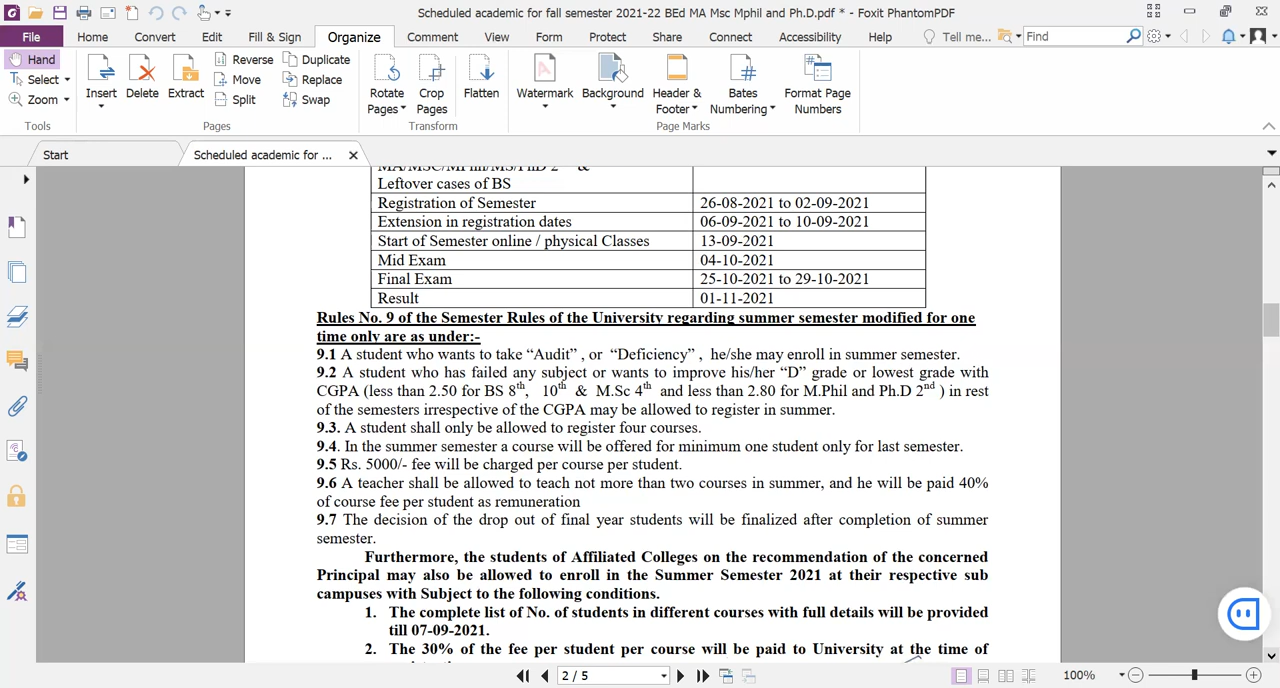 Scheduled academic for fall semester 2021-22 BEd MA Msc Mphil and Ph.D.pdf * - Foxit PhantomPDF
File Home Convert Edit Fill & Sign Organize Comment View Form Protect Share Connect Accessibility Help Tell me... Find
Hand
Select
Zoom
Tools
Insert Delete Extract
Reverse Duplicate
Move Replace
Split Swap
Pages
Rotate Pages Crop Pages Flatten
Transform
Watermark Background Header & Footer Bates Numbering Format Page Numbers
Page Marks
Start Scheduled academic for ...
MA/MSC/MPhil/MS/PhD 2nd &
Leftover cases of BS
Registration of Semester 26-08-2021 to 02-09-2021
Extension in registration dates 06-09-2021 to 10-09-2021
Start of Semester online / physical Classes 13-09-2021
Mid Exam 04-10-2021
Final Exam 25-10-2021 to 29-10-2021
Result 01-11-2021
Rules No. 9 of the Semester Rules of the University regarding summer semester modified for one
time only are as under:-
9.1 A student who wants to take “Audit” , or “Deficiency” , he/she may enroll in summer semester.
9.2 A student who has failed any subject or wants to improve his/her “D” grade or lowest grade with
CGPA (less than 2.50 for BS 8th, 10th & M.Sc 4th and less than 2.80 for M.Phil and Ph.D 2nd ) in rest
of the semesters irrespective of the CGPA may be allowed to register in summer.
9.3. A student shall only be allowed to register four courses.
9.4. In the summer semester a course will be offered for minimum one student only for last semester.
9.5 Rs. 5000/- fee will be charged per course per student.
9.6 A teacher shall be allowed to teach not more than two courses in summer, and he will be paid 40%
of course fee per student as remuneration
9.7 The decision of the drop out of final year students will be finalized after completion of summer
semester.
Furthermore, the students of Affiliated Colleges on the recommendation of the concerned
Principal may also be allowed to enroll in the Summer Semester 2021 at their respective sub
campuses with Subject to the following conditions.
1. The complete list of No. of students in different courses with full details will be provided
till 07-09-2021.
2. The 30% of the fee per student per course will be paid to University at the time of
2 / 5
100%